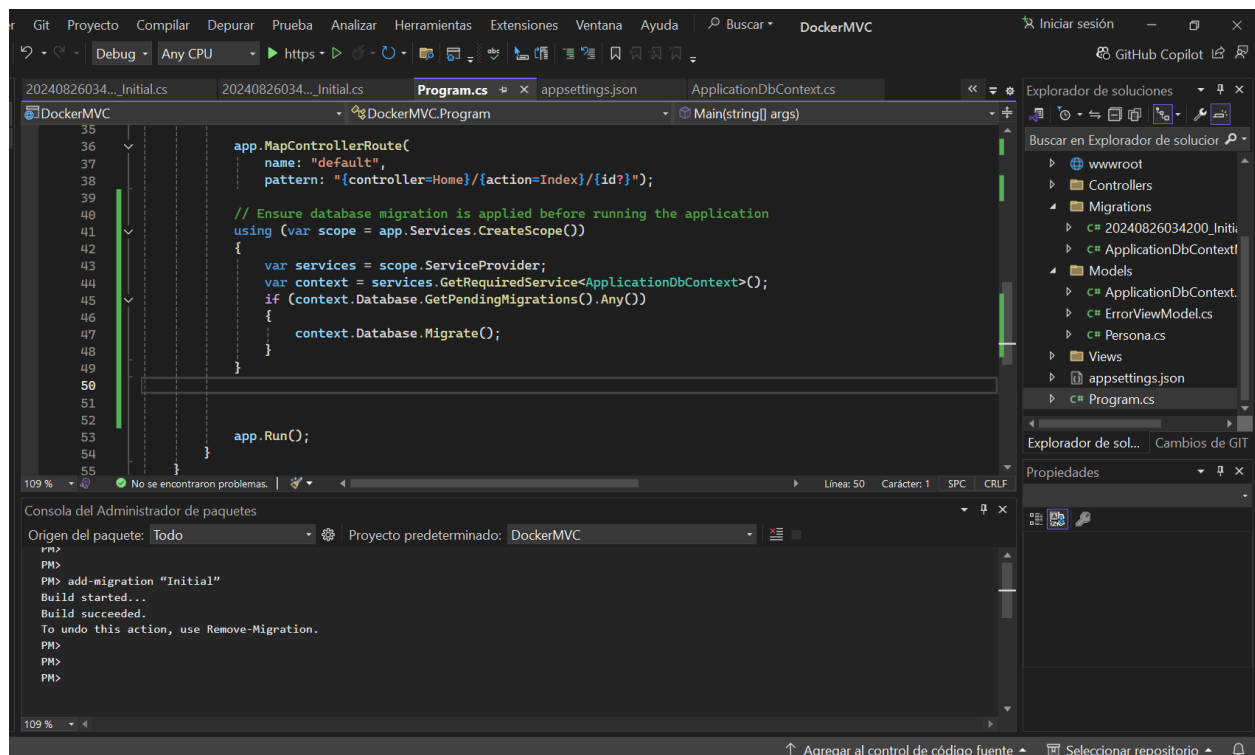 Git Proyecto Compilar Depurar Prueba Analizar Herramientas Extensiones Ventana Ayuda Buscar DockerMVC Iniciar sesión
Debug Any CPU https GitHub Copilot
20240826034..._Initial.cs 20240826034..._Initial.cs Program.cs appsettings.json ApplicationDbContext.cs
DockerMVC DockerMVC.Program Main(string[] args)
35
36 app.MapControllerRoute(
37 name: "default",
38 pattern: "{controller=Home}/{action=Index}/{id?}");
39
40 // Ensure database migration is applied before running the application
41 using (var scope = app.Services.CreateScope())
42 {
43 var services = scope.ServiceProvider;
44 var context = services.GetRequiredService<ApplicationDbContext>();
45 if (context.Database.GetPendingMigrations().Any())
46 {
47 context.Database.Migrate();
48 }
49 }
50
51
52
53 app.Run();
54 }
55 }
109 % No se encontraron problemas. Línea: 50 Carácter: 1 SPC CRLF
Consola del Administrador de paquetes
Origen del paquete: Todo Proyecto predeterminado: DockerMVC
PM>
PM>
PM> add-migration “Initial”
Build started...
Build succeeded.
To undo this action, use Remove-Migration.
PM>
PM>
PM>
109 %
Explorador de soluciones
Buscar en Explorador de solucior
wwwroot
Controllers
Migrations
C# 20240826034200_Initi
C# ApplicationDbContext
Models
C# ApplicationDbContext.
C# ErrorViewModel.cs
C# Persona.cs
Views
appsettings.json
C# Program.cs
Explorador de sol... Cambios de GIT
Propiedades
Agregar al control de código fuente Seleccionar repositorio